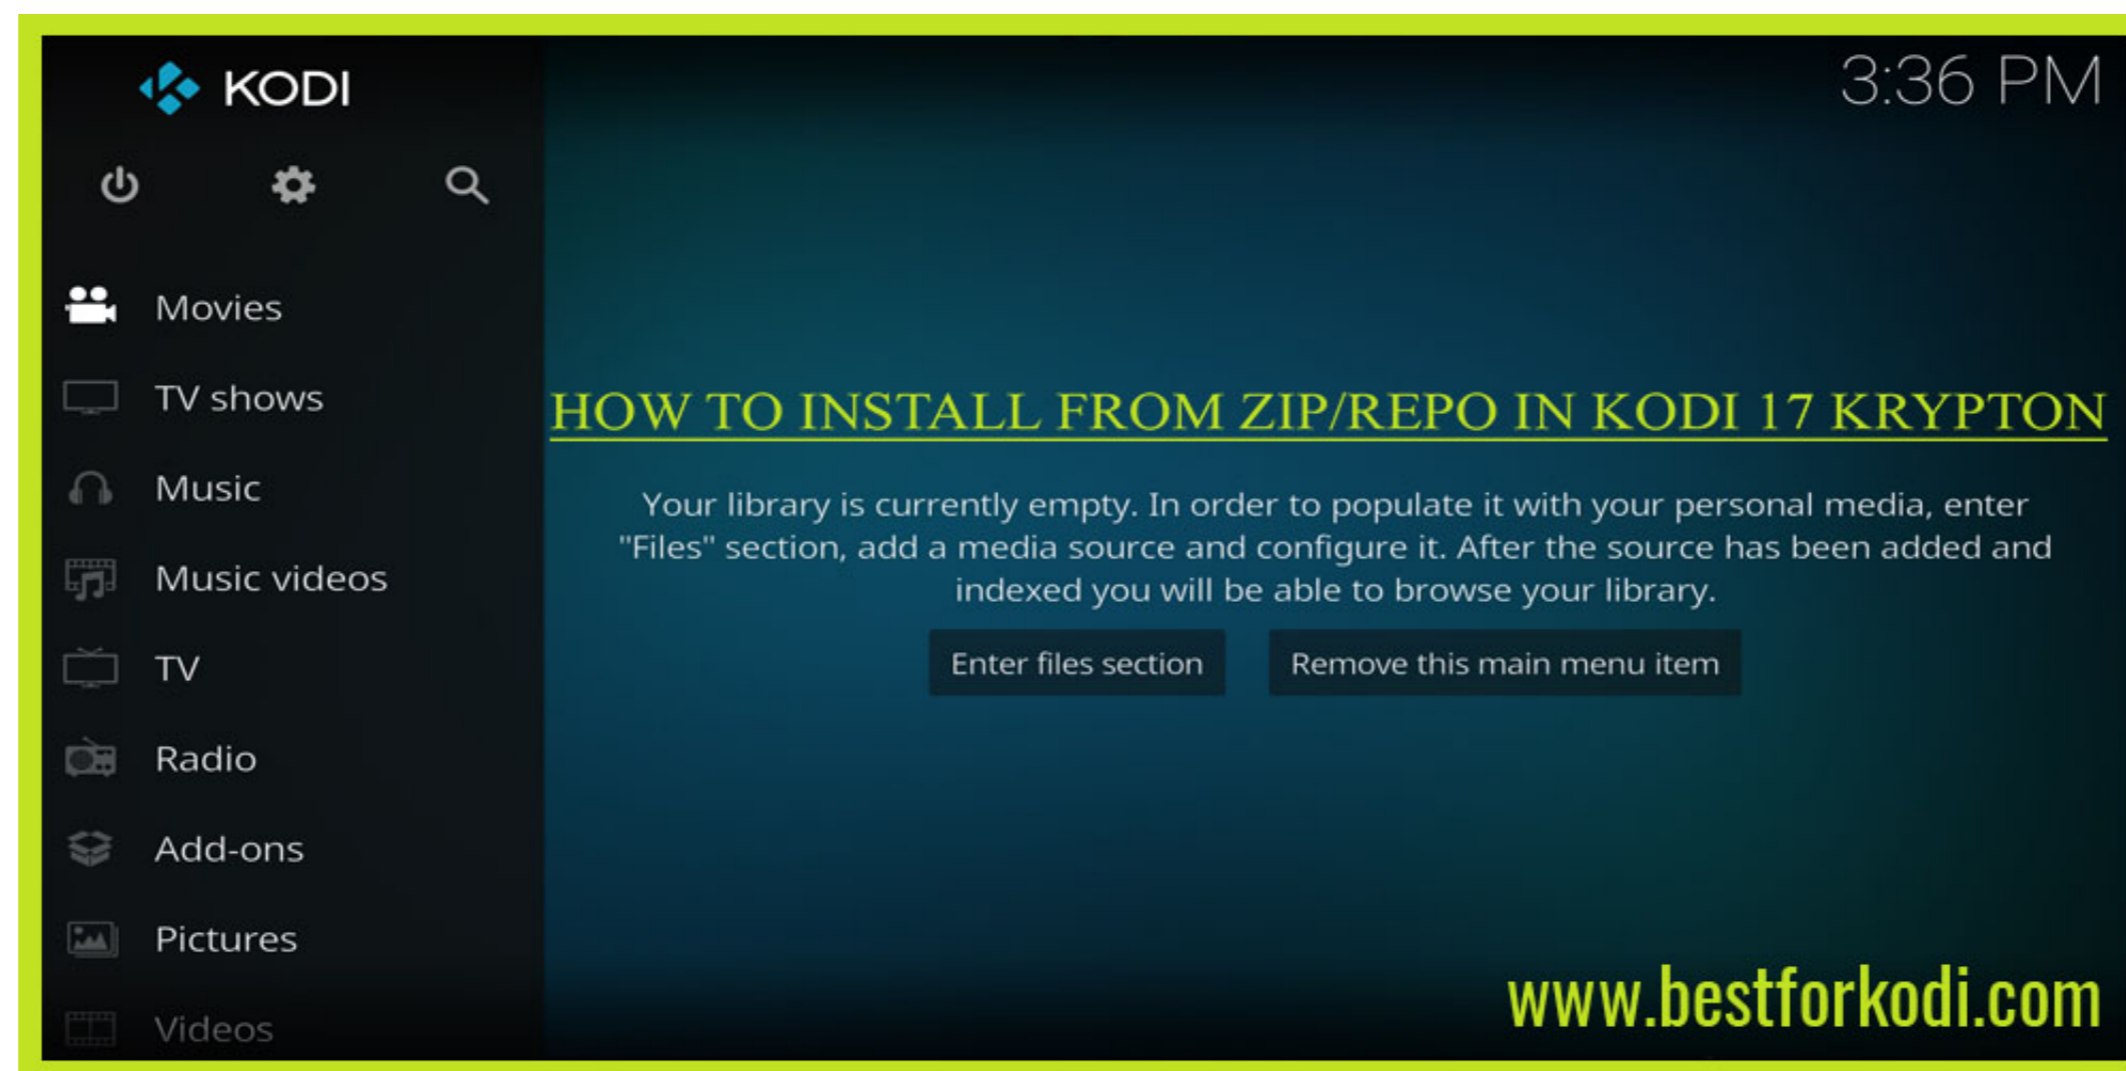 KODI
3:36 PM
Movies
TV shows
Music
Music videos
TV
Radio
Add-ons
Pictures
Videos
HOW TO INSTALL FROM ZIP/REPO IN KODI 17 KRYPTON
Your library is currently empty. In order to populate it with your personal media, enter
"Files" section, add a media source and configure it. After the source has been added and
indexed you will be able to browse your library.
Enter files section
Remove this main menu item
www.bestforkodi.com